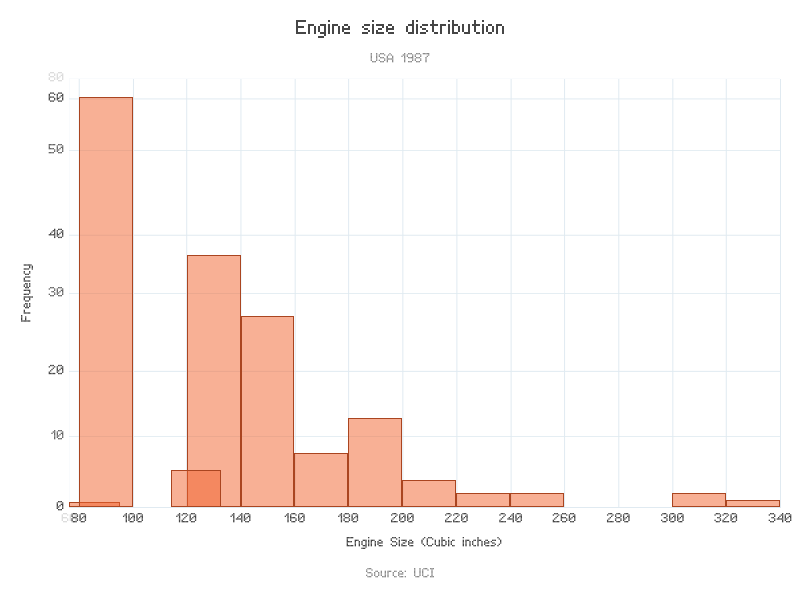 Engine size distribution
USA 1987
80
60
50
40
30
20
10
0
Frequency
80 100 120 140 160 180 200 220 240 260 280 300 320 340
Engine Size (Cubic inches)
Source: UCI